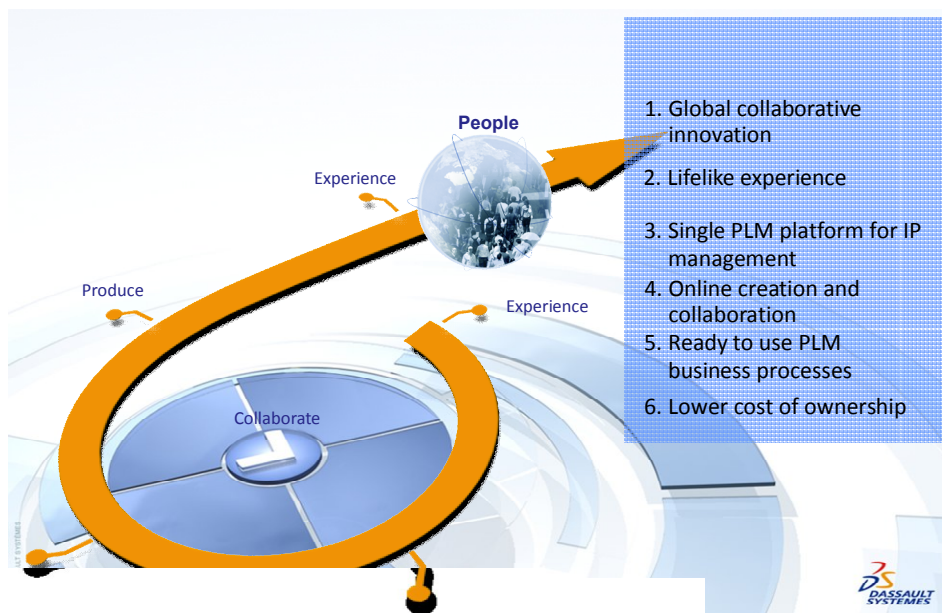 People
Experience
Produce
Experience
Collaborate
1. Global collaborative
innovation
2. Lifelike experience
3. Single PLM platform for IP
management
4. Online creation and
collaboration
5. Ready to use PLM
business processes
6. Lower cost of ownership
DASSAULT
SYSTEMES